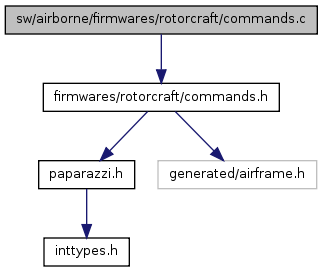 sw/airborne/firmwares/rotorcraft/commands.c
firmwares/rotorcraft/commands.h
paparazzi.h
generated/airframe.h
inttypes.h